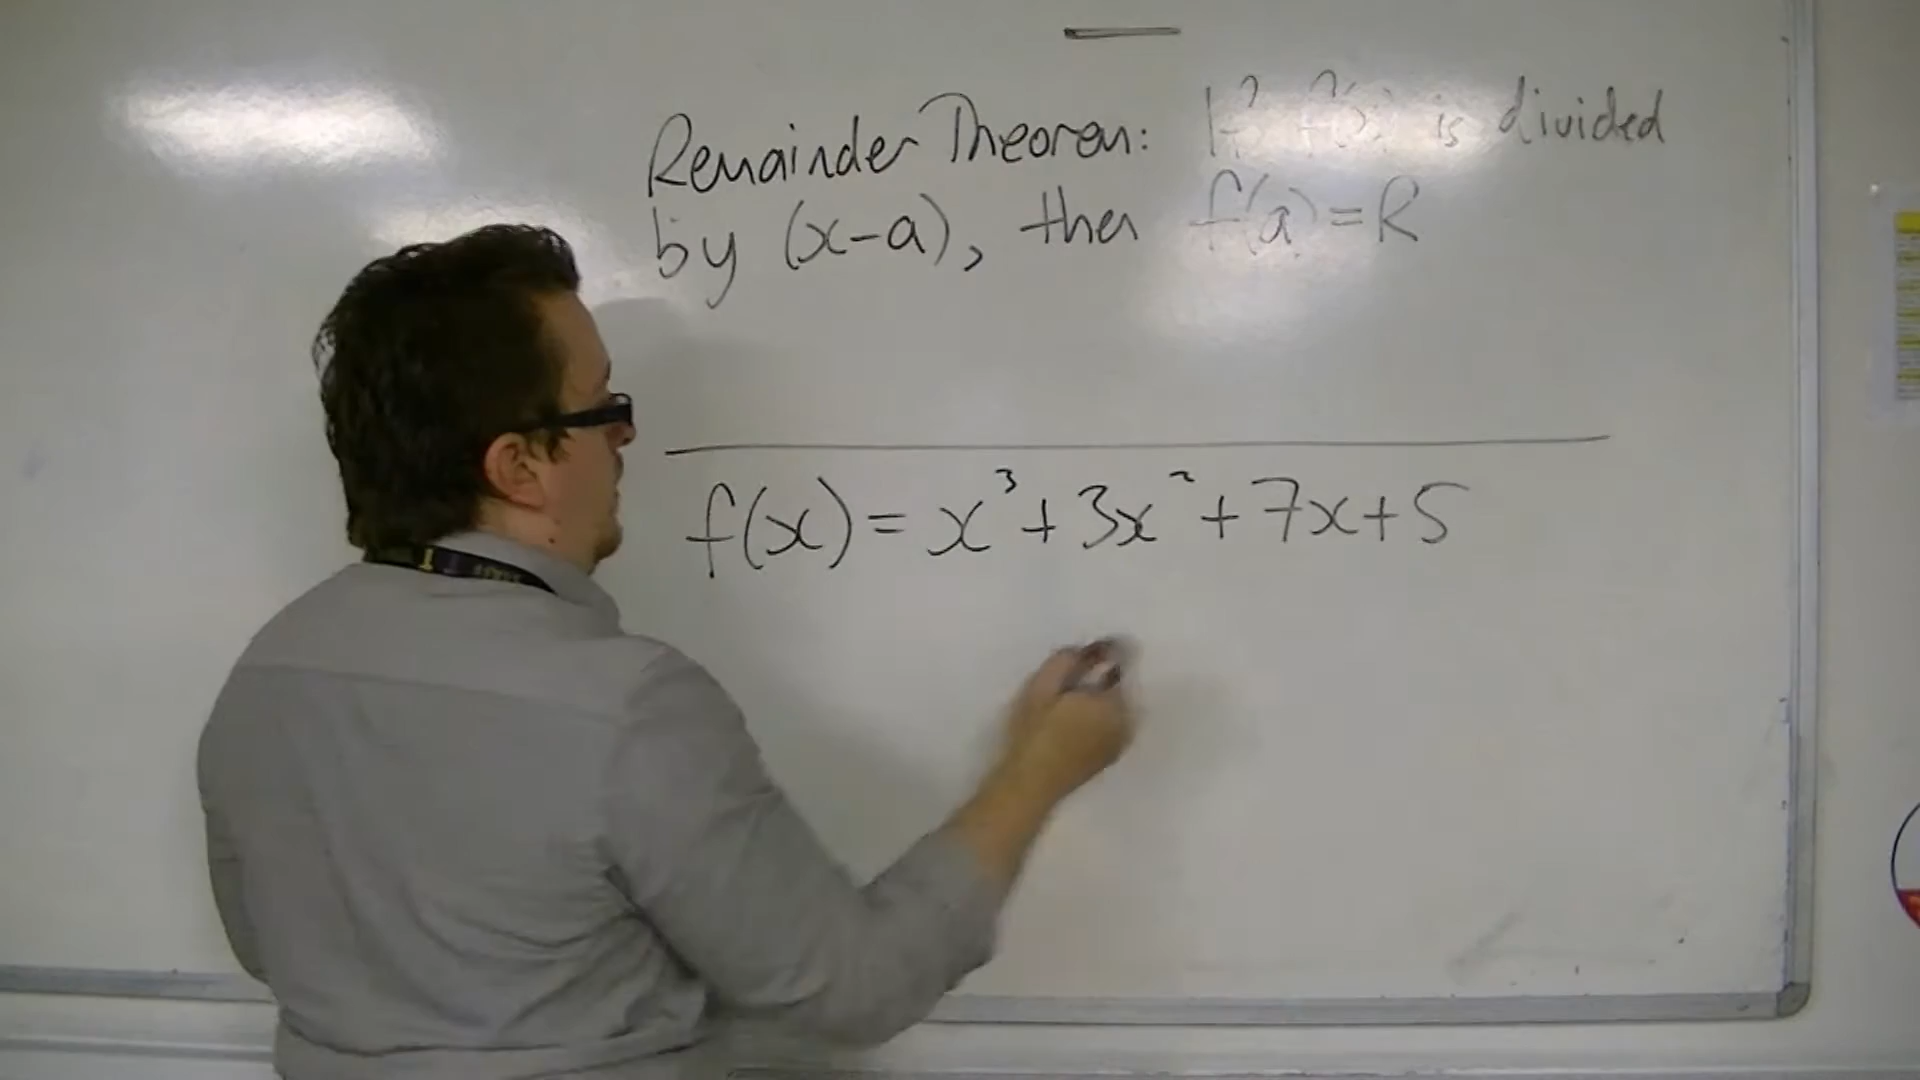 Remainder Theorem: If f(x) is divided
by (x-a), then f(a)=R
f(x)=x³+3x²+7x+5